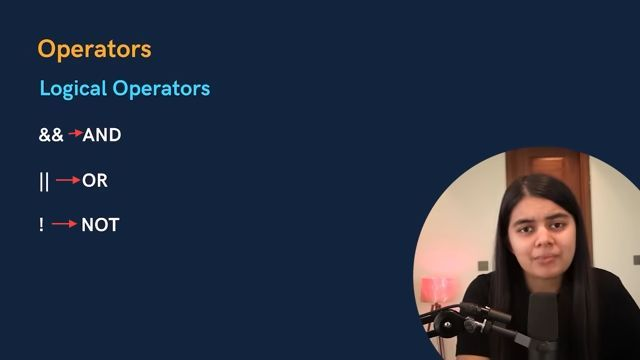 Operators
Logical Operators
&& → AND
|| → OR
! → NOT